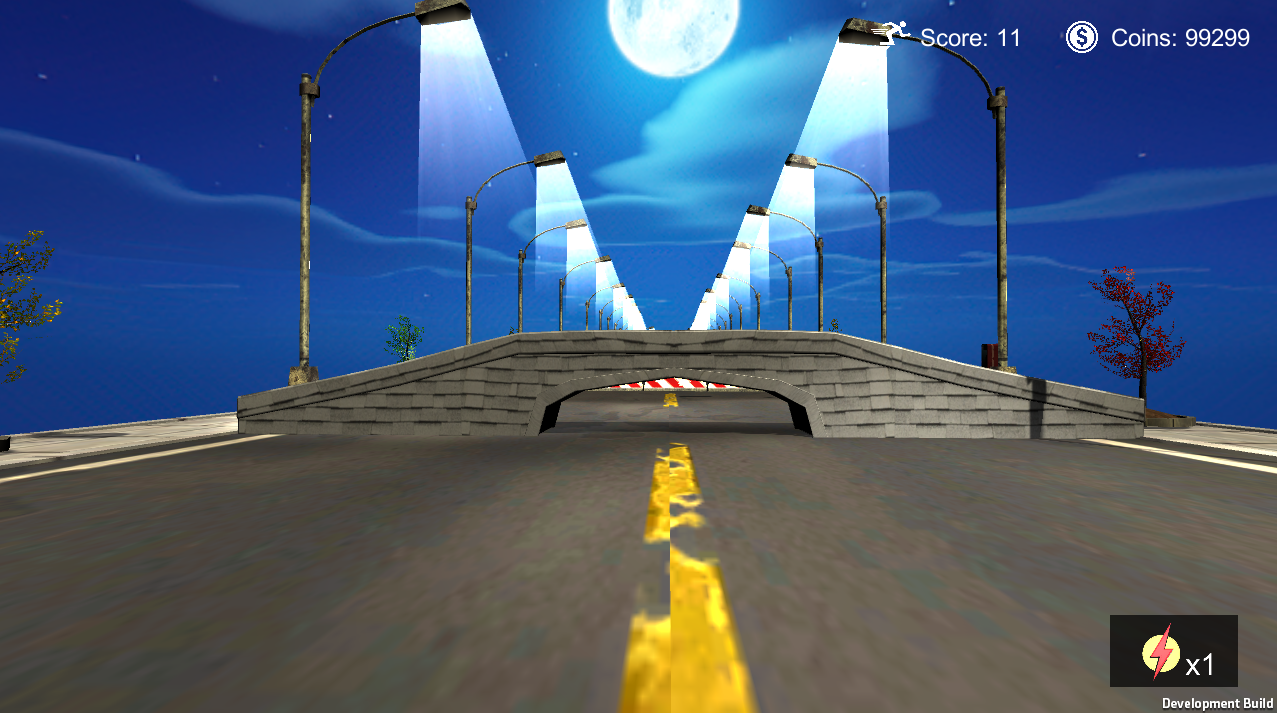 Score: 11
Coins: 99299
x1
Development Build